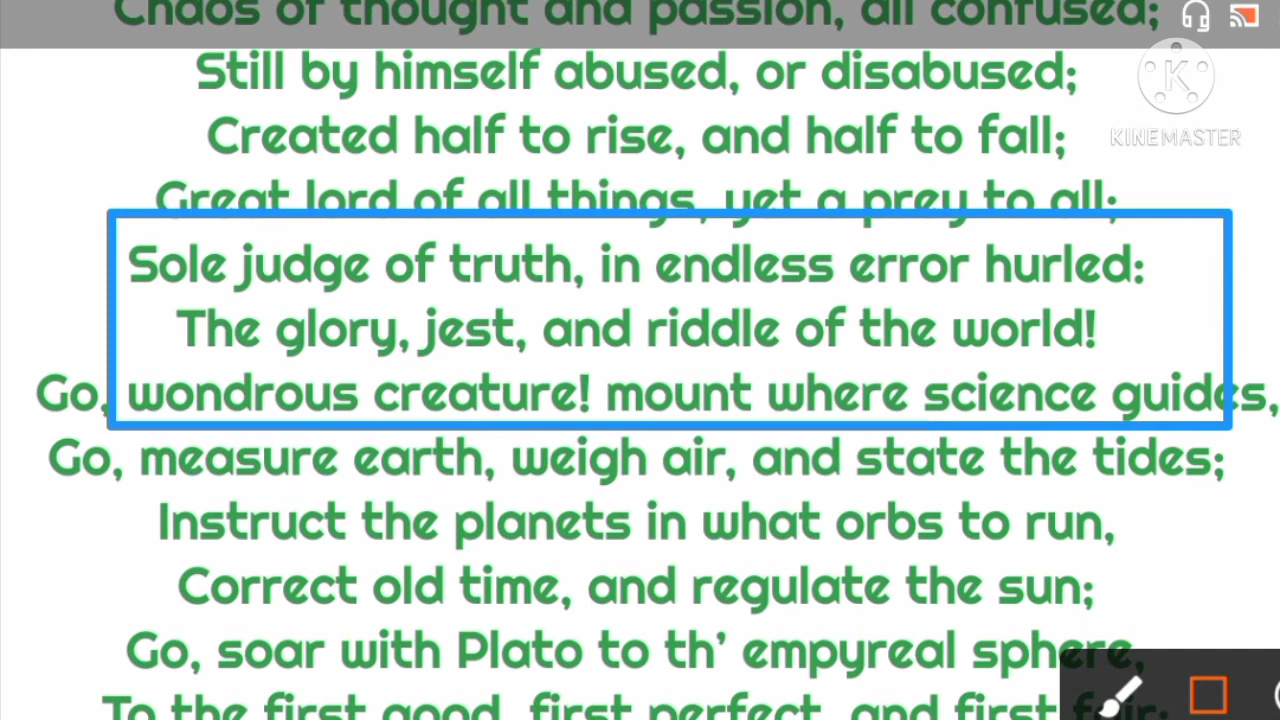 Chaos of thought and passion, all confused;
Still by himself abused, or disabused;
Created half to rise, and half to fall;
Great lord of all things, yet a prey to all;
Sole judge of truth, in endless error hurled:
The glory, jest, and riddle of the world!
Go, wondrous creature! mount where science guides,
Go, measure earth, weigh air, and state the tides;
Instruct the planets in what orbs to run,
Correct old time, and regulate the sun;
Go, soar with Plato to th’ empyreal sphere,
To the first good, first perfect, and first fair;
K
KINEMASTER